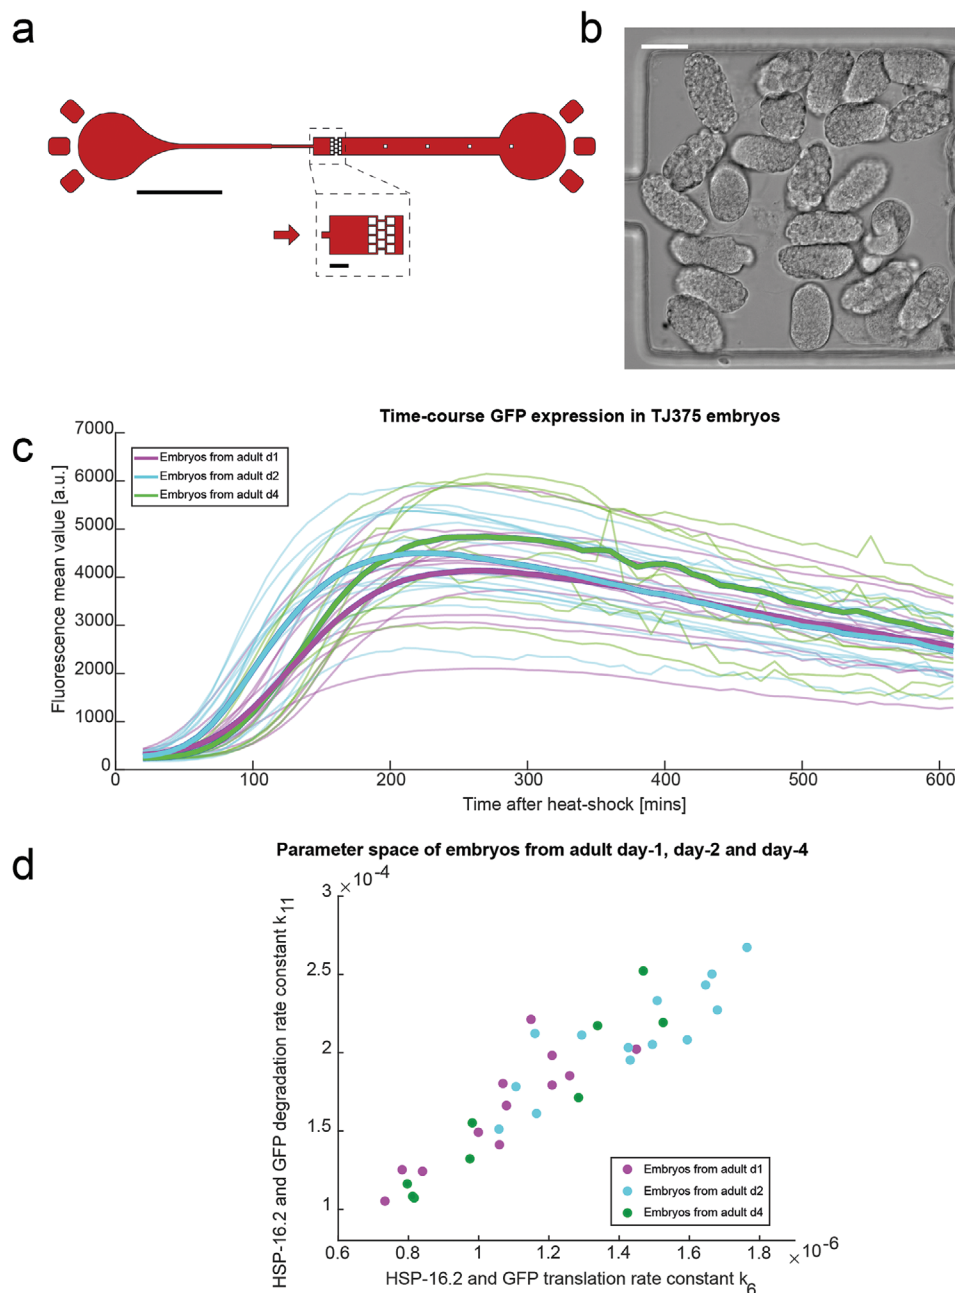 a
b
c
Time-course GFP expression in TJ375 embryos
Fluorescence mean value [a.u.]
7000
6000
5000
4000
3000
2000
1000
0
Embryos from adult d1
Embryos from adult d2
Embryos from adult d4
0
100
200
300
400
500
600
Time after heat-shock [mins]
d
Parameter space of embryos from adult day-1, day-2 and day-4
HSP-16.2 and GFP degradation rate constant k11
3
×10-4
2.5
2
1.5
1
Embryos from adult d1
Embryos from adult d2
Embryos from adult d4
0.6
0.8
1
1.2
1.4
1.6
1.8
×10-6
HSP-16.2 and GFP translation rate constant k6